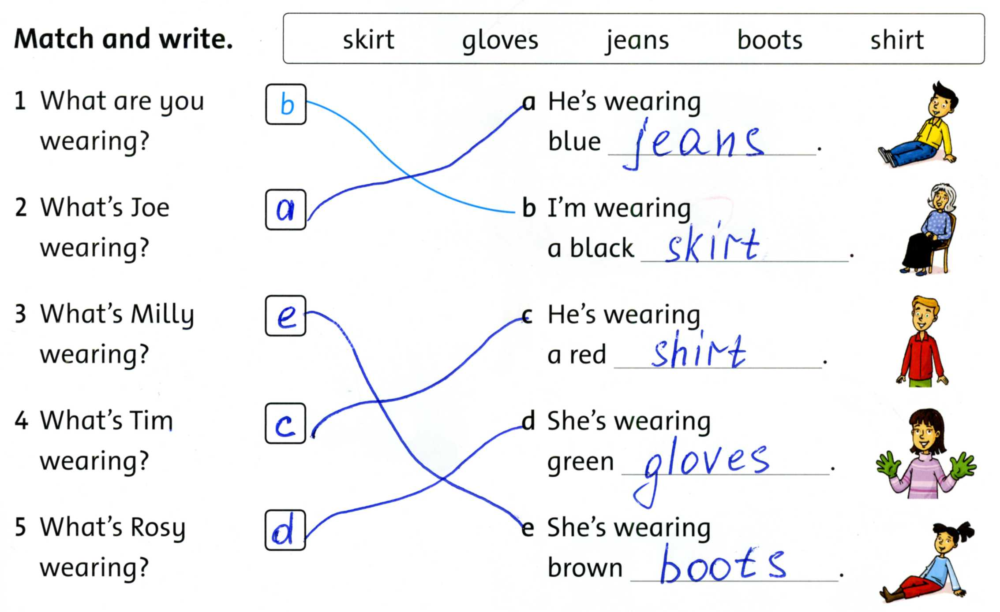 Match and write.
skirt gloves jeans boots shirt
1 What are you
wearing?
b
a He's wearing
blue jeans.
2 What's Joe
wearing?
a
b I'm wearing
a black skirt.
3 What's Milly
wearing?
e
c He's wearing
a red shirt.
4 What's Tim
wearing?
c
d She's wearing
green gloves.
5 What's Rosy
wearing?
d
e She's wearing
brown boots.